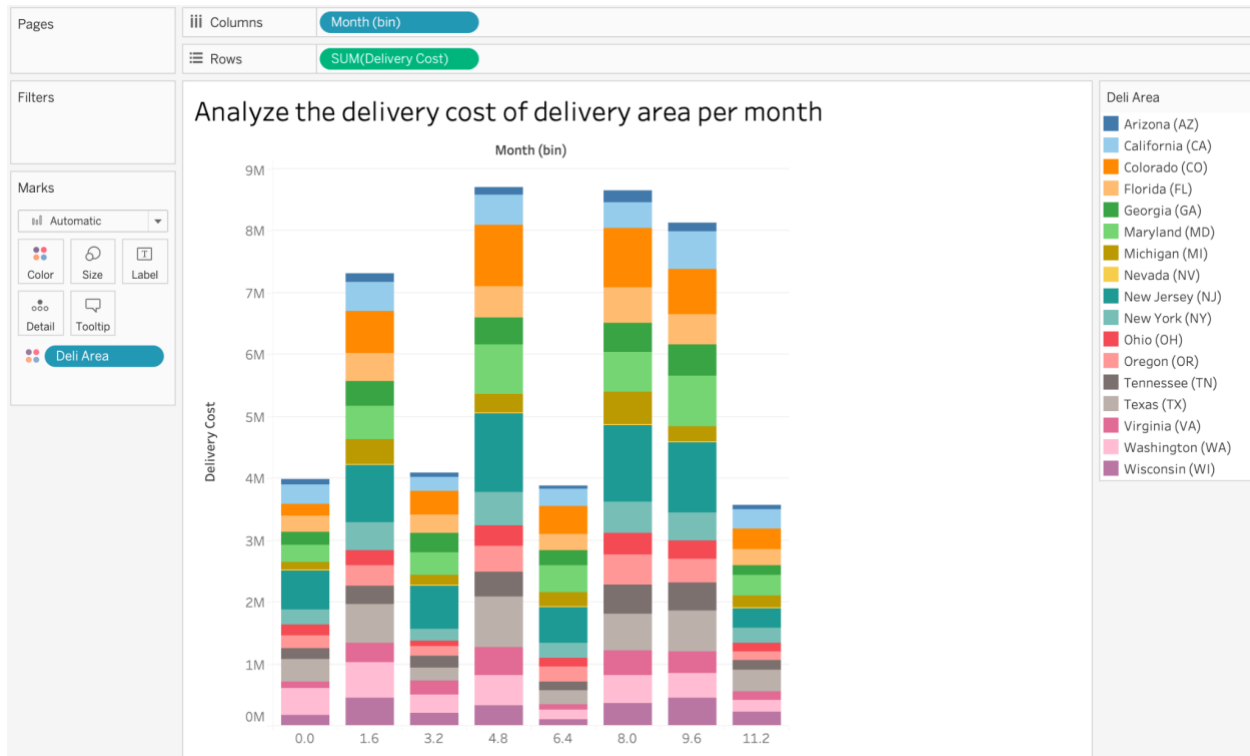 Pages
Columns
Month (bin)
Rows
SUM(Delivery Cost)
Filters
Marks
Automatic
Color
Size
Label
Detail
Tooltip
Deli Area
Analyze the delivery cost of delivery area per month
Month (bin)
Delivery Cost
9M
8M
7M
6M
5M
4M
3M
2M
1M
0M
0.0 1.6 3.2 4.8 6.4 8.0 9.6 11.2
Deli Area
Arizona (AZ)
California (CA)
Colorado (CO)
Florida (FL)
Georgia (GA)
Maryland (MD)
Michigan (MI)
Nevada (NV)
New Jersey (NJ)
New York (NY)
Ohio (OH)
Oregon (OR)
Tennessee (TN)
Texas (TX)
Virginia (VA)
Washington (WA)
Wisconsin (WI)